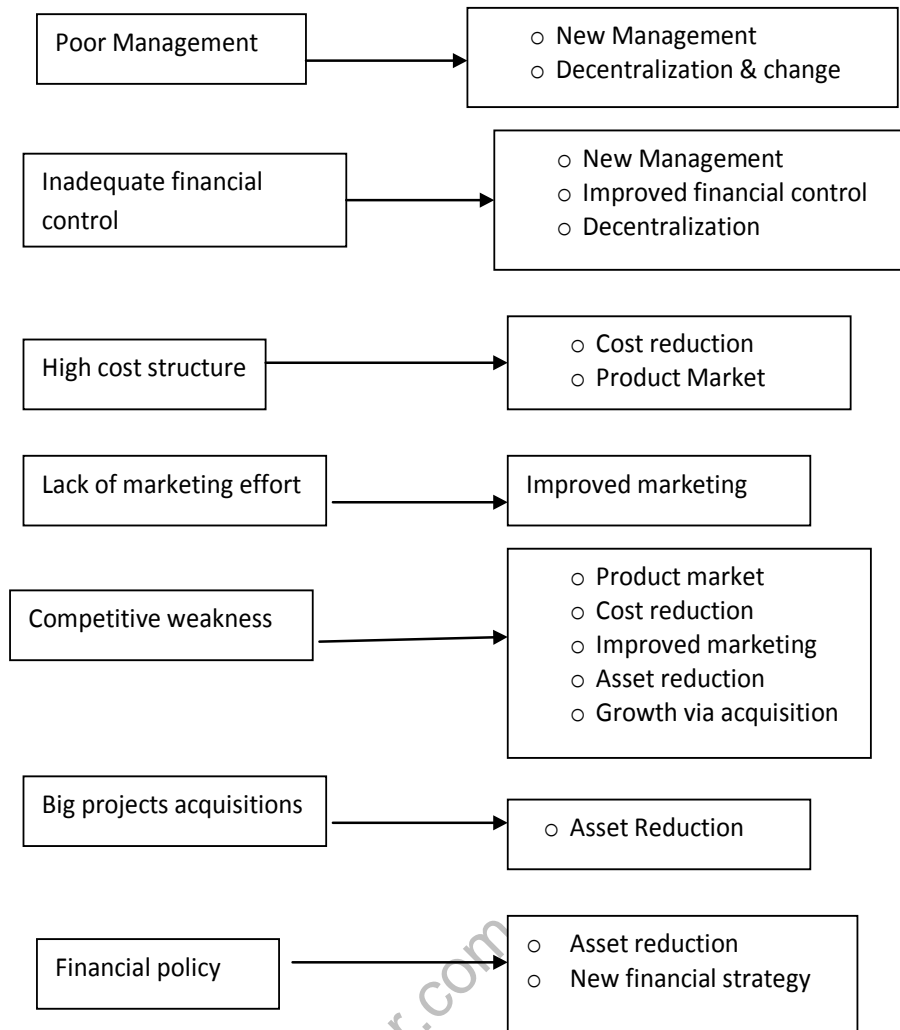 Poor Management
○ New Management
○ Decentralization & change
Inadequate financial
control
○ New Management
○ Improved financial control
○ Decentralization
High cost structure
○ Cost reduction
○ Product Market
Lack of marketing effort
Improved marketing
Competitive weakness
○ Product market
○ Cost reduction
○ Improved marketing
○ Asset reduction
○ Growth via acquisition
Big projects acquisitions
○ Asset Reduction
Financial policy
○ Asset reduction
○ New financial strategy
r.com